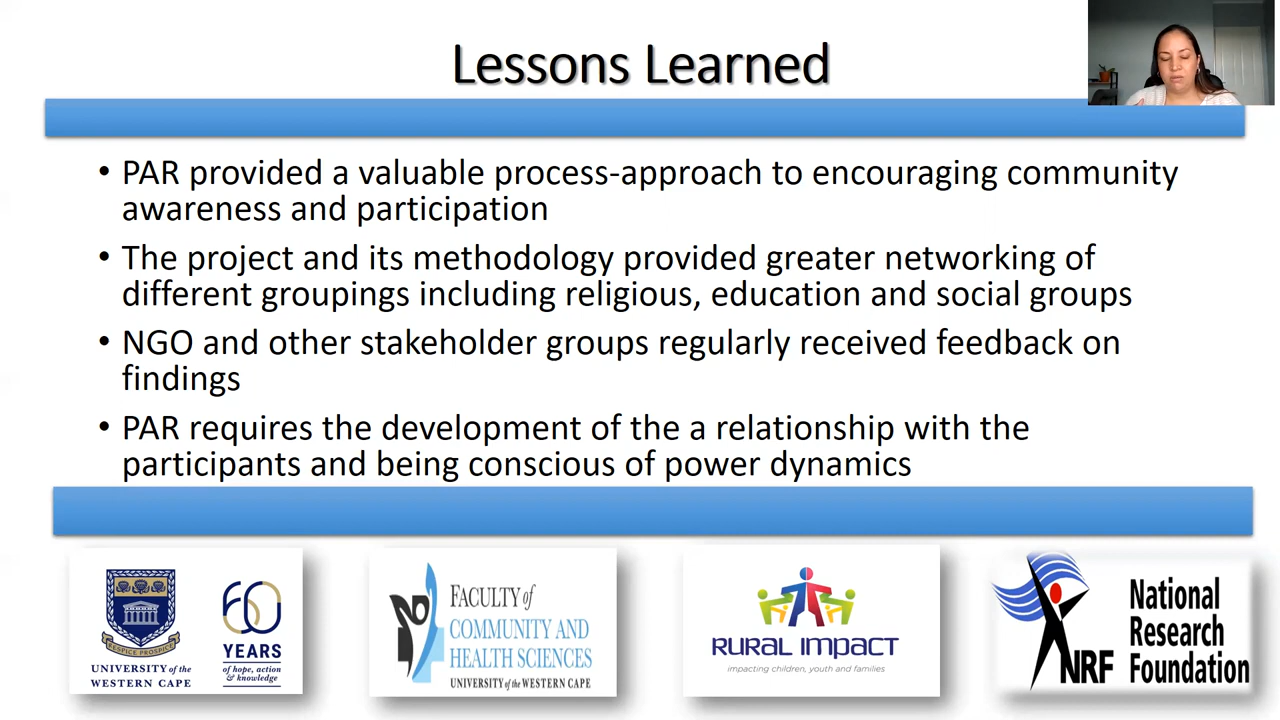 Lessons Learned
• PAR provided a valuable process-approach to encouraging community
awareness and participation
• The project and its methodology provided greater networking of
different groupings including religious, education and social groups
• NGO and other stakeholder groups regularly received feedback on
findings
• PAR requires the development of the a relationship with the
participants and being conscious of power dynamics
RESPICE PROSPICE
UNIVERSITY of the
WESTERN CAPE
60
YEARS
of hope, action
& knowledge
FACULTY of
COMMUNITY AND
HEALTH SCIENCES
UNIVERSITY of the WESTERN CAPE
RURAL IMPACT
impacting children, youth and families
NRF
National
Research
Foundation